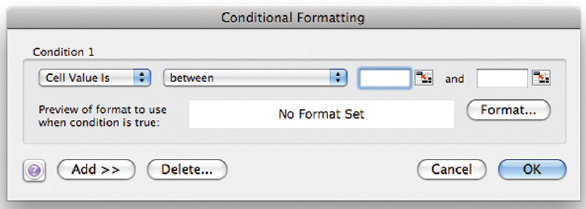 Conditional Formatting
Condition 1
Cell Value Is between and
Preview of format to use
when condition is true:
No Format Set
Format...
? Add >> Delete... Cancel OK